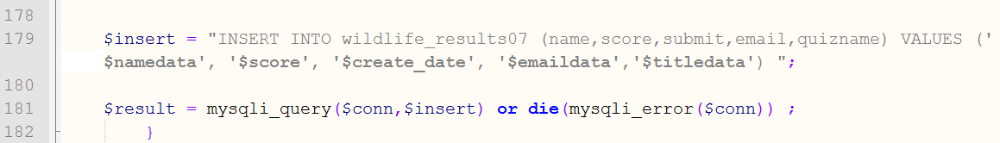 178
179 $insert = "INSERT INTO wildlife_results07 (name,score,submit,email,quizname) VALUES ('
$namedata', '$score', '$create_date', '$emaildata','$titledata') ";
180
181 $result = mysqli_query($conn,$insert) or die(mysqli_error($conn)) ;
182 }